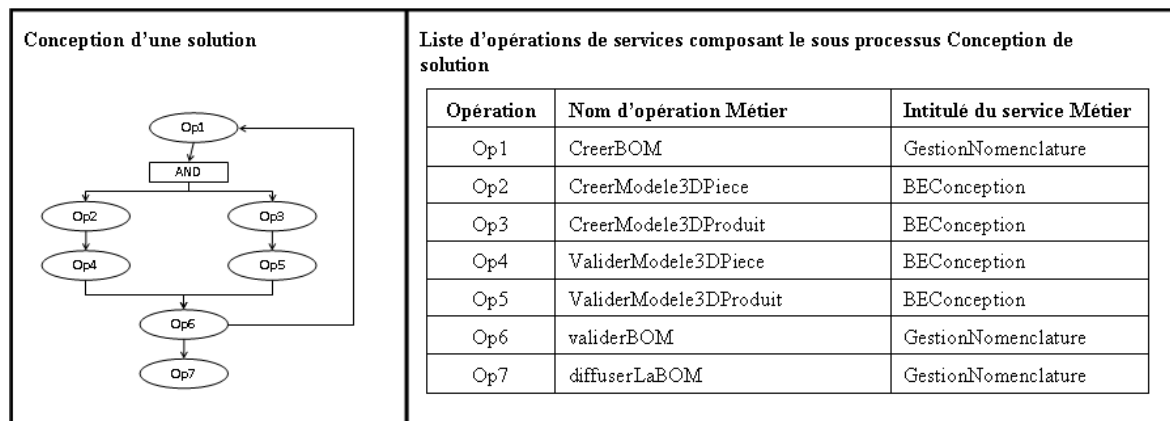 Conception d'une solution
Op1
AND
Op2 Op3
Op4 Op5
Op6
Op7
Liste d'opérations de services composant le sous processus Conception de
solution
Opération Nom d'opération Métier Intitulé du service Métier
Op1 CreerBOM GestionNomenclature
Op2 CreerModele3DPiece BEConception
Op3 CreerModele3DProduit BEConception
Op4 ValiderModele3DPiece BEConception
Op5 ValiderModele3DProduit BEConception
Op6 validerBOM GestionNomenclature
Op7 diffuserLaBOM GestionNomenclature